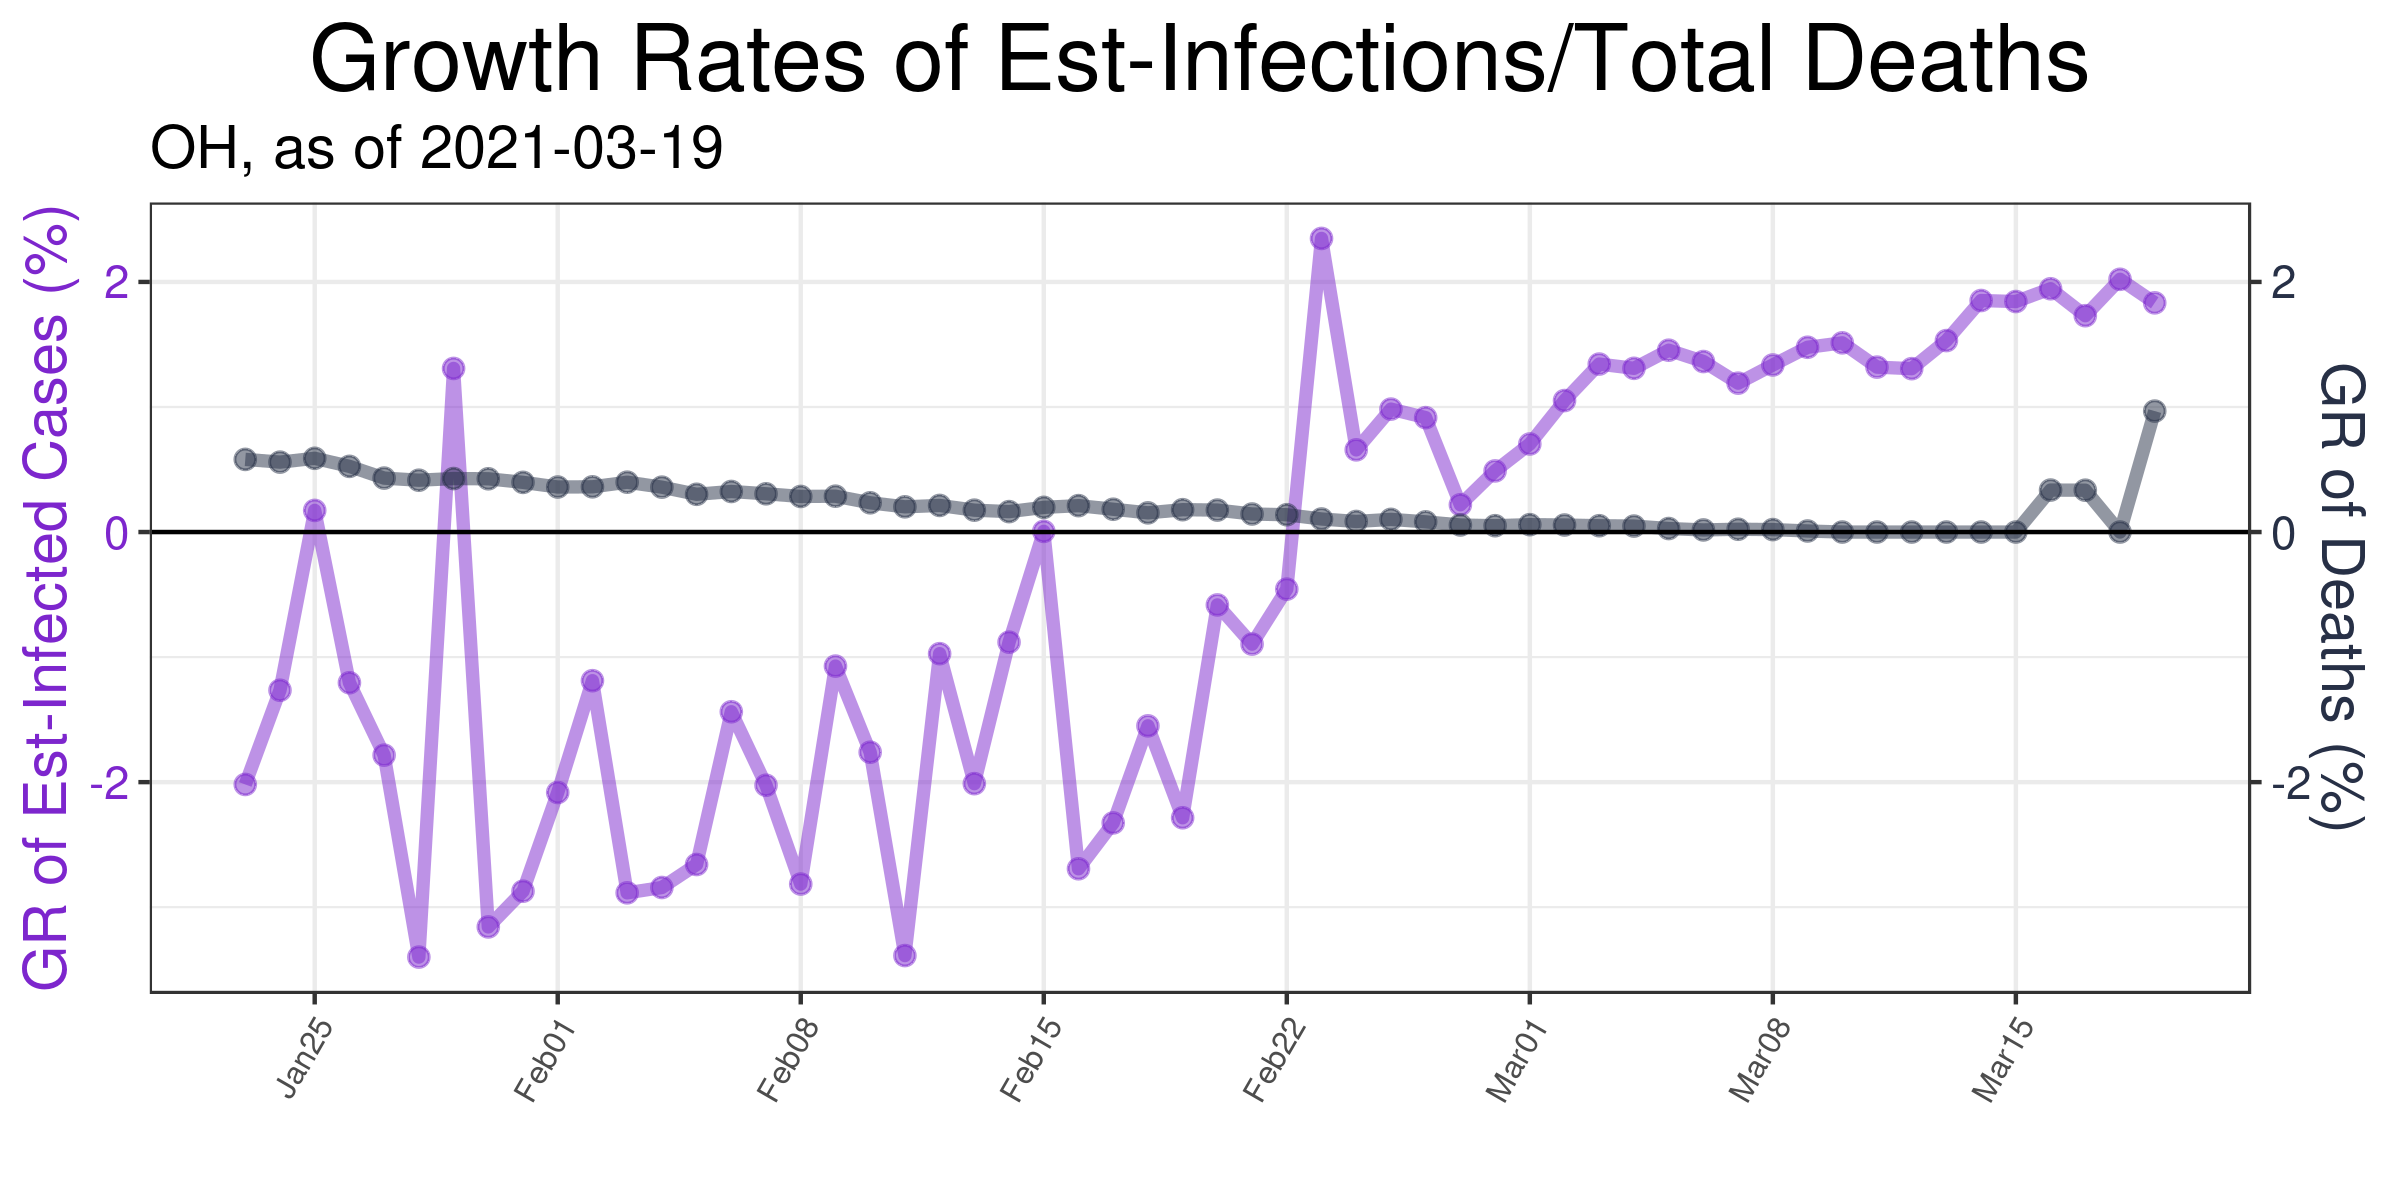 Growth Rates of Est-Infections/Total Deaths
OH, as of 2021-03-19
GR of Est-Infected Cases (%)
2
0
-2
2
0
-2
GR of Deaths (%)
Jan25
Feb01
Feb08
Feb15
Feb22
Mar01
Mar08
Mar15